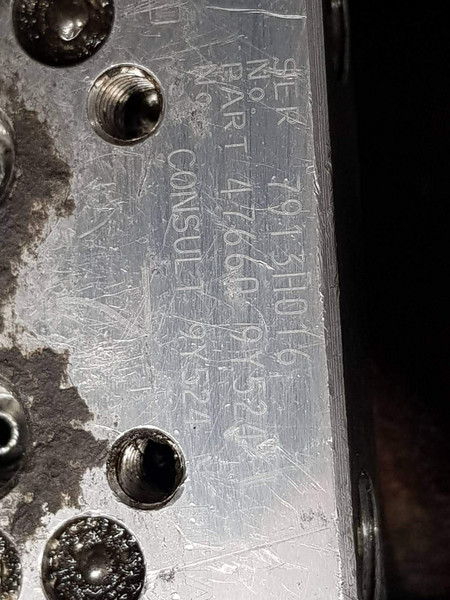 SER 7913H016
No.
PART 47660-9Y524
No.
CONSULT 9Y524